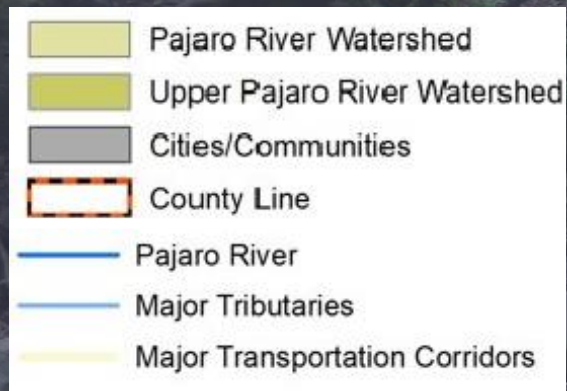 Pajaro River Watershed
Upper Pajaro River Watershed
Cities/Communities
County Line
Pajaro River
Major Tributaries
Major Transportation Corridors